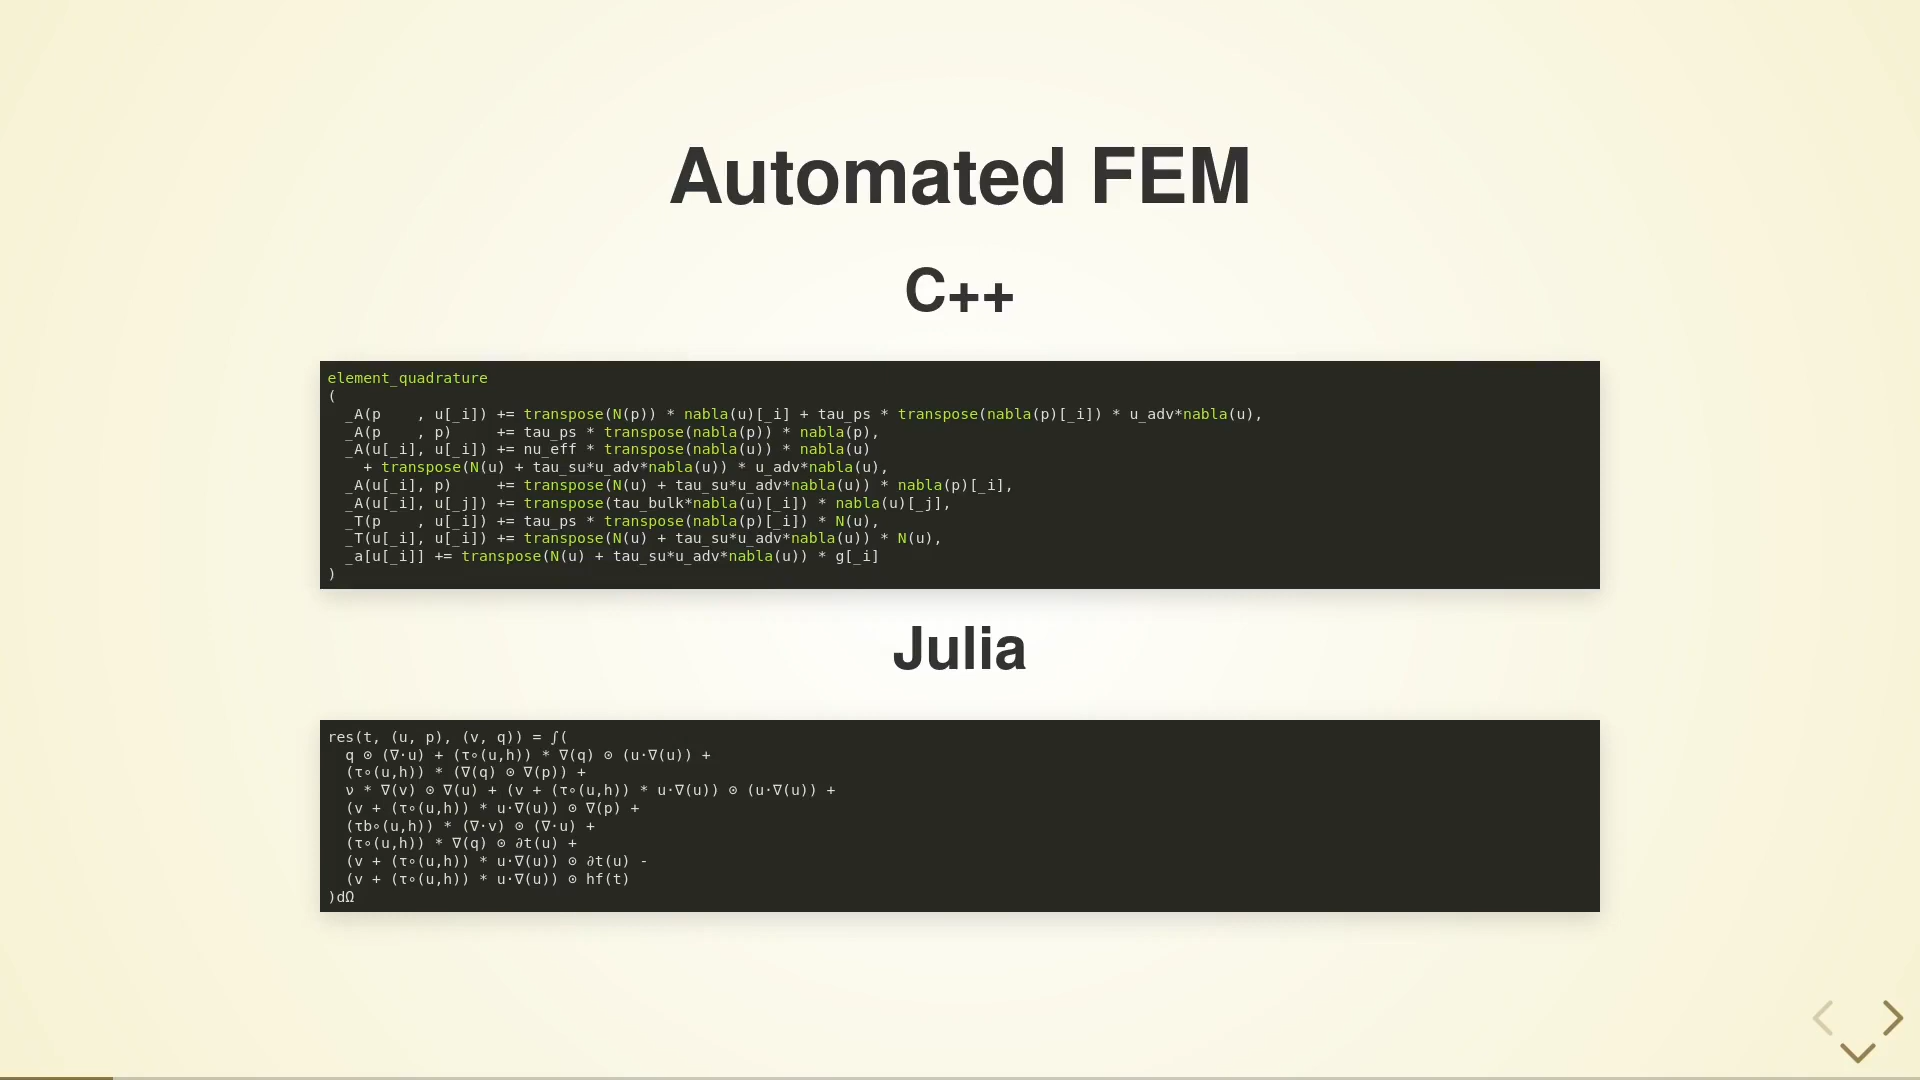 Automated FEM
C++
element_quadrature
(
  _A(p    , u[_i]) += transpose(N(p)) * nabla(u)[_i] + tau_ps * transpose(nabla(p)[_i]) * u_adv*nabla(u),
  _A(p    , p)     += tau_ps * transpose(nabla(p)) * nabla(p),
  _A(u[_i], u[_i]) += nu_eff * transpose(nabla(u)) * nabla(u)
    + transpose(N(u) + tau_su*u_adv*nabla(u)) * u_adv*nabla(u),
  _A(u[_i], p)     += transpose(N(u) + tau_su*u_adv*nabla(u)) * nabla(p)[_i],
  _A(u[_i], u[_j]) += transpose(tau_bulk*nabla(u)[_i]) * nabla(u)[_j],
  _T(p    , u[_i]) += tau_ps * transpose(nabla(p)[_i]) * N(u),
  _T(u[_i], u[_i]) += transpose(N(u) + tau_su*u_adv*nabla(u)) * N(u),
  _a[u[_i]] += transpose(N(u) + tau_su*u_adv*nabla(u)) * g[_i]
)
Julia
res(t, (u, p), (v, q)) = ∫(
  q ⊙ (∇⋅u) + (τ∘(u,h)) * ∇(q) ⊙ (u⋅∇(u)) +
  (τ∘(u,h)) * (∇(q) ⊙ ∇(p)) +
  ν * ∇(v) ⊙ ∇(u) + (v + (τ∘(u,h)) * u⋅∇(u)) ⊙ (u⋅∇(u)) +
  (v + (τ∘(u,h)) * u⋅∇(u)) ⊙ ∇(p) +
  (τb∘(u,h)) * (∇⋅v) ⊙ (∇⋅u) +
  (τ∘(u,h)) * ∇(q) ⊙ ∂t(u) +
  (v + (τ∘(u,h)) * u⋅∇(u)) ⊙ ∂t(u) -
  (v + (τ∘(u,h)) * u⋅∇(u)) ⊙ hf(t)
)dΩ